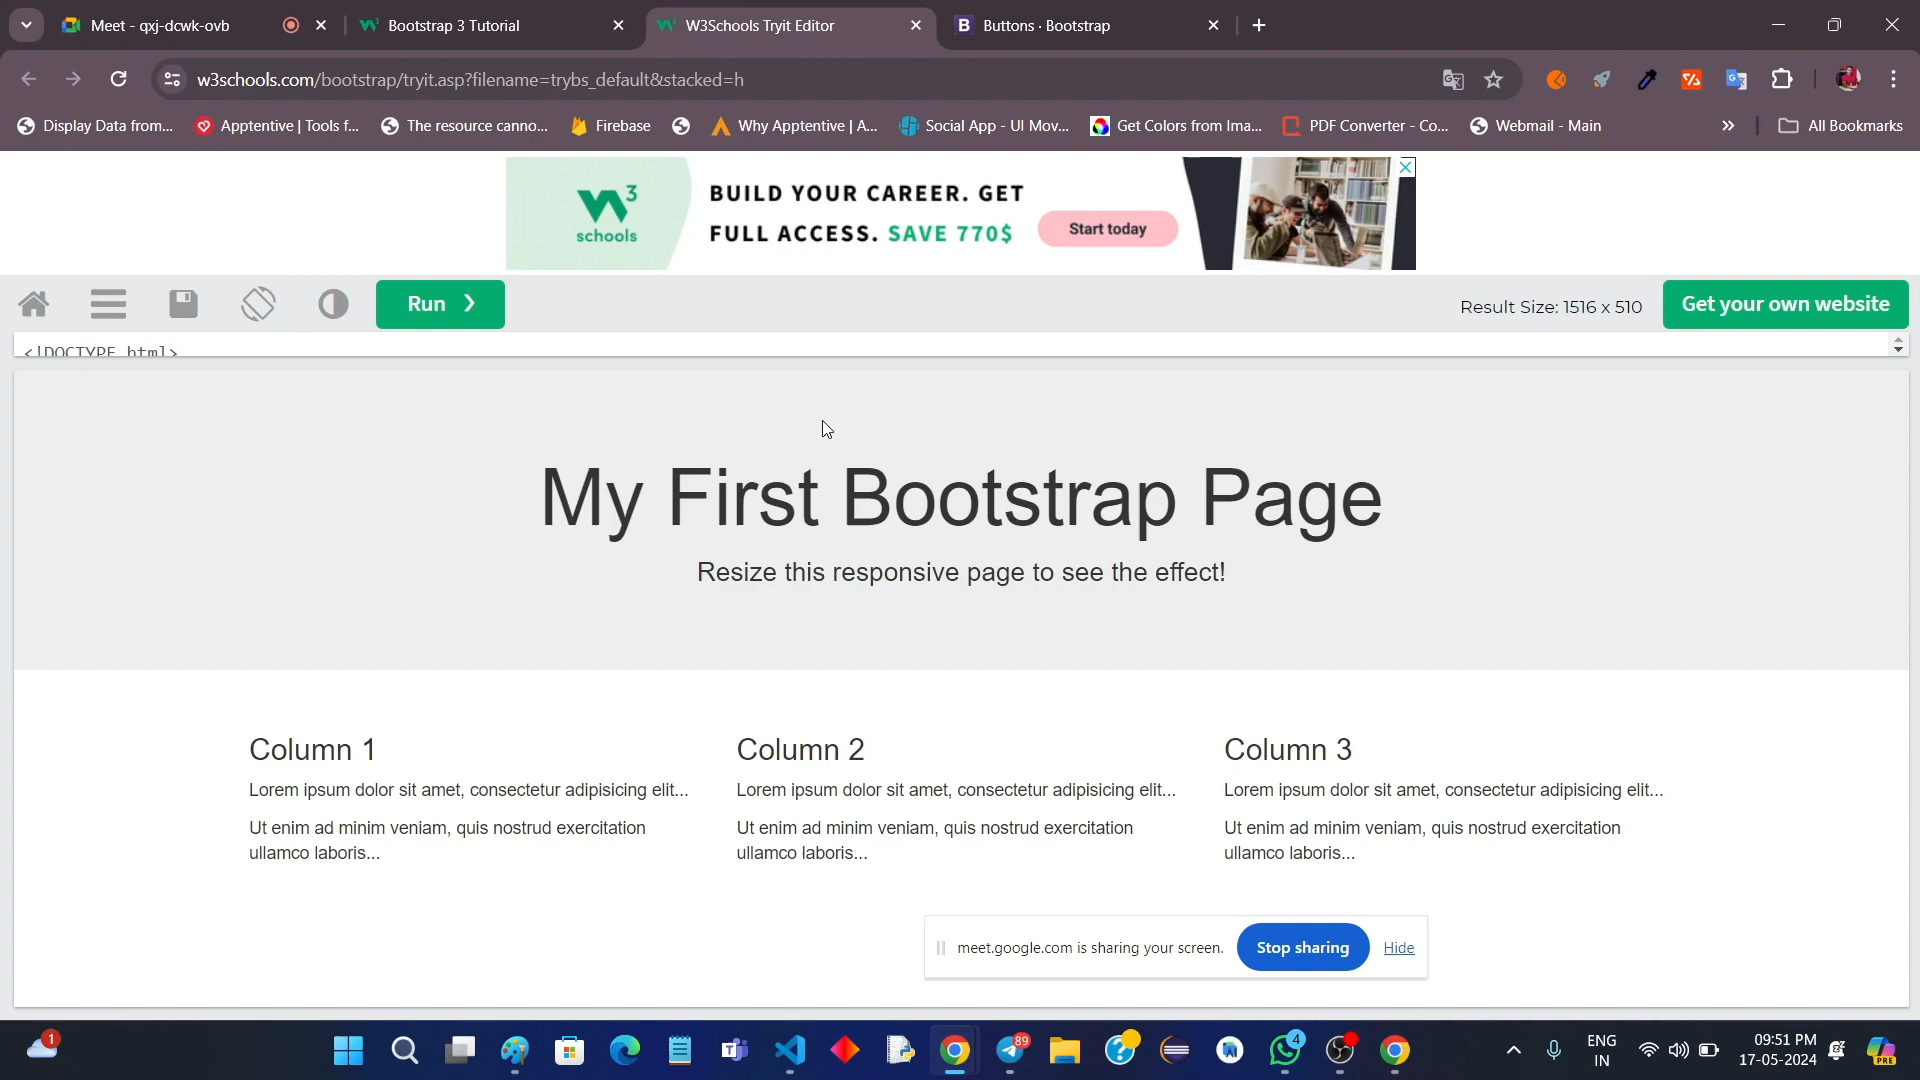 Meet - qxj-dcwk-ovb
Bootstrap 3 Tutorial
W3Schools Tryit Editor
B Buttons · Bootstrap
w3schools.com/bootstrap/tryit.asp?filename=trybs_default&stacked=h
Display Data from...
Apptentive | Tools f...
The resource canno...
Firebase
Why Apptentive | A...
Social App - UI Mov...
Get Colors from Ima...
PDF Converter - Co...
Webmail - Main
All Bookmarks
3
schools
BUILD YOUR CAREER. GET
FULL ACCESS. SAVE 770$
Start today
Run ❯
Result Size: 1516 x 510
Get your own website
<!DOCTYPE html>
My First Bootstrap Page
Resize this responsive page to see the effect!
Column 1
Lorem ipsum dolor sit amet, consectetur adipisicing elit...
Ut enim ad minim veniam, quis nostrud exercitation
ullamco laboris...
Column 2
Lorem ipsum dolor sit amet, consectetur adipisicing elit...
Ut enim ad minim veniam, quis nostrud exercitation
ullamco laboris...
Column 3
Lorem ipsum dolor sit amet, consectetur adipisicing elit...
Ut enim ad minim veniam, quis nostrud exercitation
ullamco laboris...
meet.google.com is sharing your screen.
Stop sharing
Hide
1
89
4
ENG
IN
09:51 PM
17-05-2024
PRE